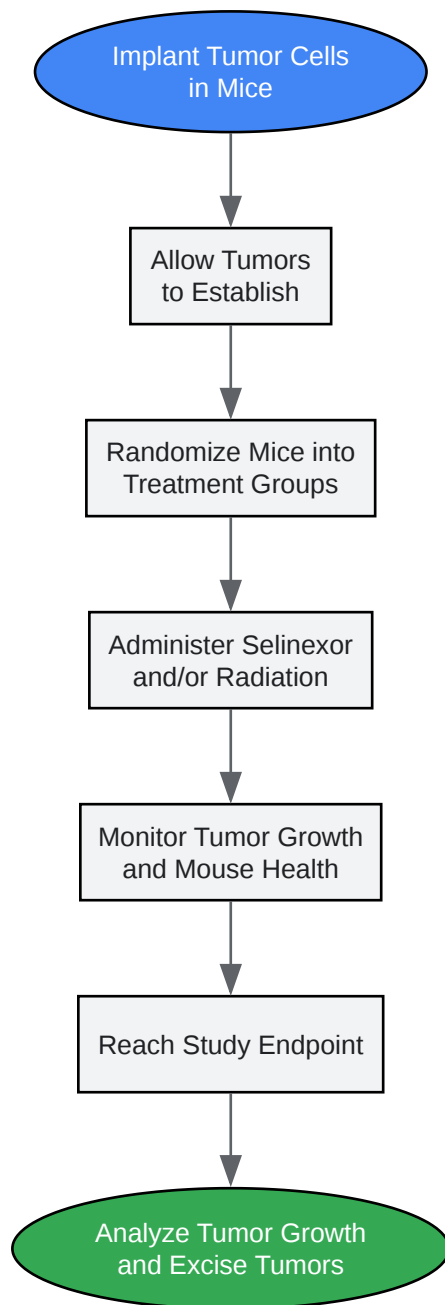 Implant Tumor Cells
in Mice
Allow Tumors
to Establish
Randomize Mice into
Treatment Groups
Administer Selinexor
and/or Radiation
Monitor Tumor Growth
and Mouse Health
Reach Study Endpoint
Analyze Tumor Growth
and Excise Tumors